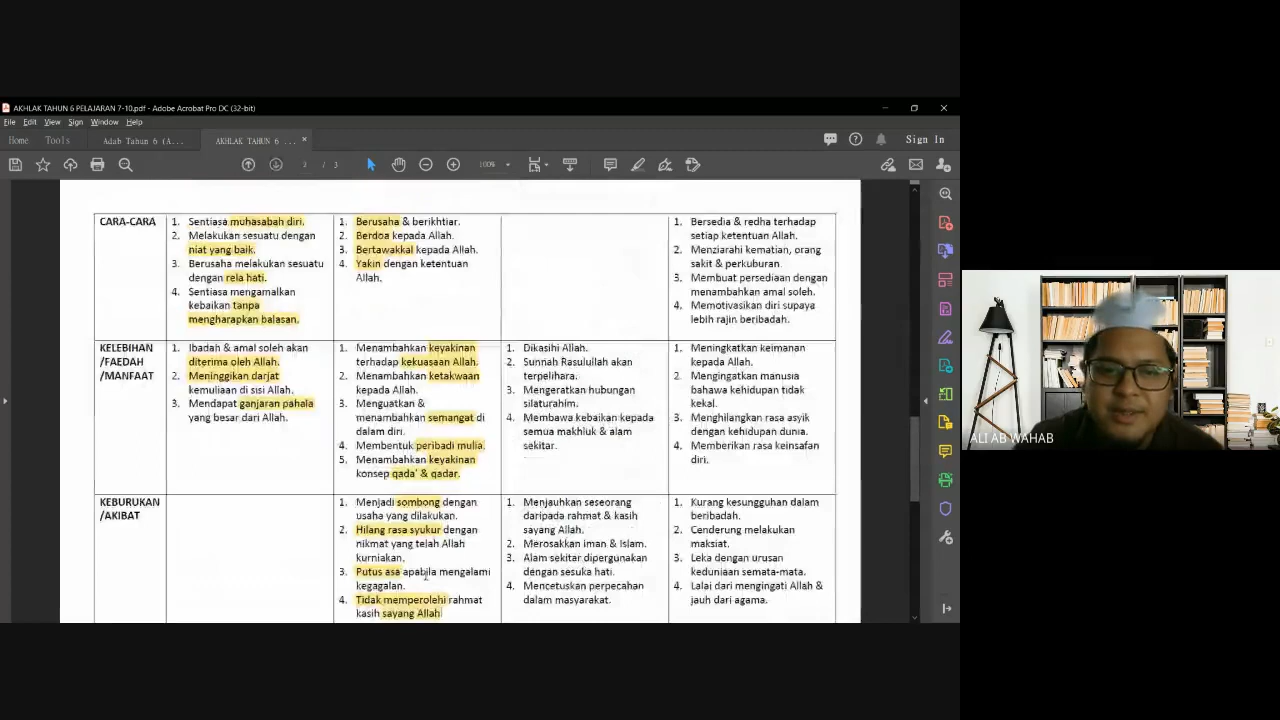 AKHLAK TAHUN 6 PELAJARAN 7-10.pdf - Adobe Acrobat Pro DC (32-bit)
File Edit View Sign Window Help
Home Tools Adab Tahun 6 (A... AKHLAK TAHUN 6 ... × Sign In
2 / 3 100%
CARA-CARA
1. Sentiasa muhasabah diri.
2. Melakukan sesuatu dengan
niat yang baik.
3. Berusaha melakukan sesuatu
dengan rela hati.
4. Sentiasa mengamalkan
kebaikan tanpa
mengharapkan balasan.
1. Berusaha & berikhtiar.
2. Berdoa kepada Allah.
3. Bertawakkal kepada Allah.
4. Yakin dengan ketentuan
Allah.
1. Bersedia & redha terhadap
setiap ketentuan Allah.
2. Menziarahi kematian, orang
sakit & perkuburan.
3. Membuat persediaan dengan
menambahkan amal soleh.
4. Memotivasikan diri supaya
lebih rajin beribadah.
KELEBIHAN
/FAEDAH
/MANFAAT
1. Ibadah & amal soleh akan
diterima oleh Allah.
2. Meninggikan darjat
kemuliaan di sisi Allah.
3. Mendapat ganjaran pahala
yang besar dari Allah.
1. Menambahkan keyakinan
terhadap kekuasaan Allah.
2. Menambahkan ketakwaan
kepada Allah.
3. Menguatkan &
menambahkan semangat di
dalam diri.
4. Membentuk peribadi mulia.
5. Menambahkan keyakinan
konsep qada' & qadar.
1. Dikasihi Allah.
2. Sunnah Rasulullah akan
terpelihara.
3. Mengeratkan hubungan
silaturahim.
4. Membawa kebaikan kepada
semua makhluk & alam
sekitar.
1. Meningkatkan keimanan
kepada Allah.
2. Mengingatkan manusia
bahawa kehidupan tidak
kekal.
3. Menghilangkan rasa asyik
dengan kehidupan dunia.
4. Memberikan rasa keinsafan
diri.
KEBURUKAN
/AKIBAT
1. Menjadi sombong dengan
usaha yang dilakukan.
2. Hilang rasa syukur dengan
nikmat yang telah Allah
kurniakan.
3. Putus asa apabila mengalami
kegagalan.
4. Tidak memperolehi rahmat
kasih sayang Allah
1. Menjauhkan seseorang
daripada rahmat & kasih
sayang Allah.
2. Merosakkan iman & Islam.
3. Alam sekitar dipergunakan
dengan sesuka hati.
4. Mencetuskan perpecahan
dalam masyarakat.
1. Kurang kesungguhan dalam
beribadah.
2. Cenderung melakukan
maksiat.
3. Leka dengan urusan
keduniaan semata-mata.
4. Lalai dari mengingati Allah &
jauh dari agama.
ALI AB WAHAB